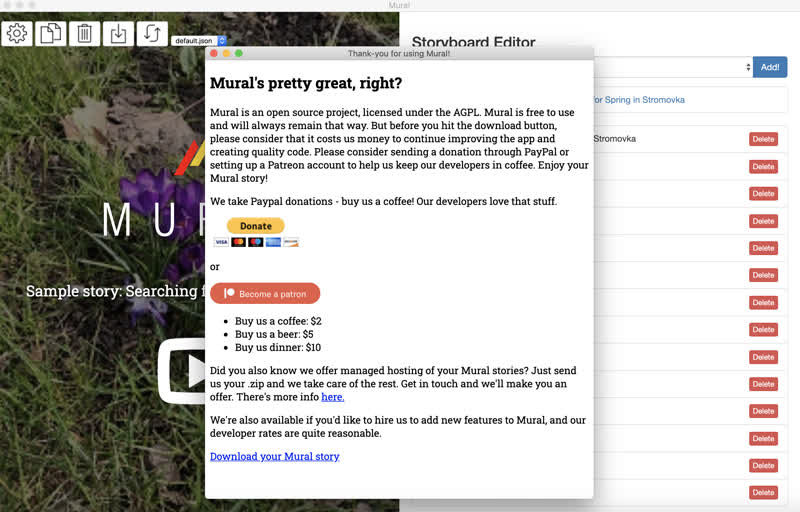 Mural
default.json
Storyboard Editor
Thank-you for using Mural!
Add!
Mural's pretty great, right?
for Spring in Stromovka
Mural is an open source project, licensed under the AGPL. Mural is free to use
and will always remain that way. But before you hit the download button,
please consider that it costs us money to continue improving the app and
creating quality code. Please consider sending a donation through PayPal or
setting up a Patreon account to help us keep our developers in coffee. Enjoy your
Mural story!
Stromovka
Delete
Delete
Delete
Delete
Delete
Delete
Delete
Delete
Delete
Delete
Delete
Delete
Delete
Delete
We take Paypal donations - buy us a coffee! Our developers love that stuff.
Donate
VISA
DISCOVER
or
Become a patron
Buy us a coffee: $2
Buy us a beer: $5
Buy us dinner: $10
Did you also know we offer managed hosting of your Mural stories? Just send
us your .zip and we take care of the rest. Get in touch and we'll make you an
offer. There's more info here.
We're also available if you'd like to hire us to add new features to Mural, and our
developer rates are quite reasonable.
Download your Mural story
MU
Sample story: Searching f